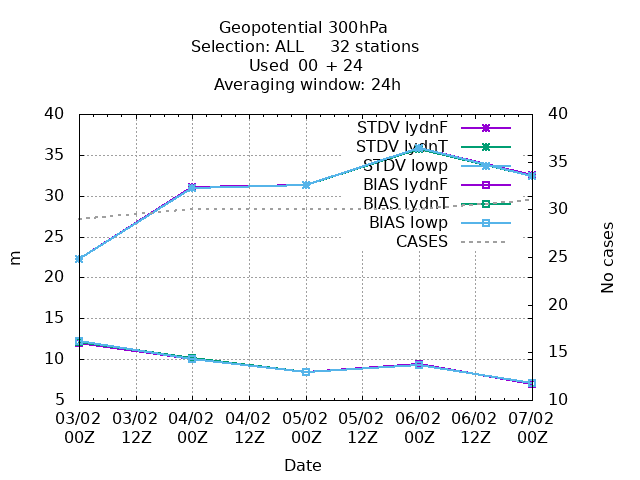 Geopotential 300hPa
Selection: ALL 32 stations
Used 00 + 24
Averaging window: 24h
40 40
STDV lydnF
STDV lydnT
35 35
STDV lowp
BIAS lydnF
30 30
BIAS lydnT
BIAS lowp
CASES
25 25
m
No cases
20 20
15 15
10
5 10
03/02 03/02 04/02 04/02 05/02 05/02 06/02 06/02 07/02
00Z 12Z 00Z 12Z 00Z 12Z 00Z 12Z 00Z
Date